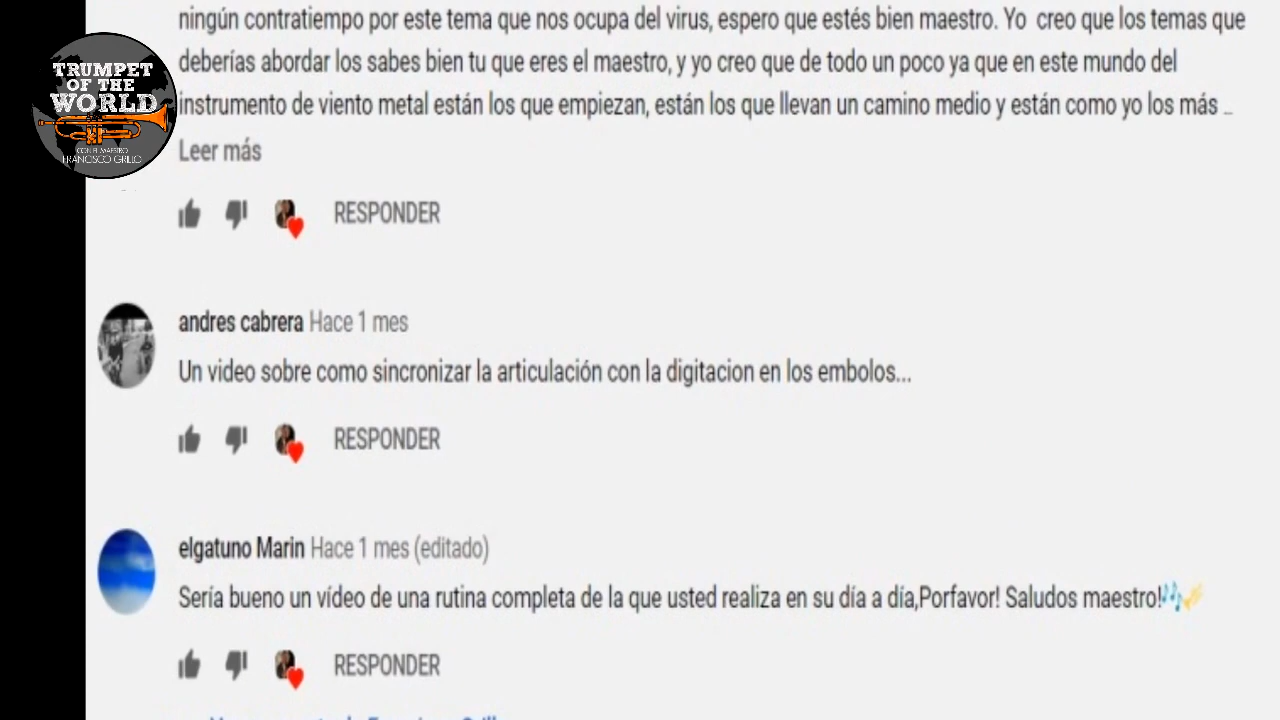 ningún contratiempo por este tema que nos ocupa del virus, espero que estés bien maestro. Yo creo que los temas que
deberías abordar los sabes bien tu que eres el maestro, y yo creo que de todo un poco ya que en este mundo del
instrumento de viento metal están los que empiezan, están los que llevan un camino medio y están como yo los más ...
Leer más
RESPONDER
TRUMPET
OF THE
WORLD
CON EL MAESTRO
FRANCISCO GRILLO
andres cabrera Hace 1 mes
Un video sobre como sincronizar la articulación con la digitacion en los embolos...
RESPONDER
elgatuno Marin Hace 1 mes (editado)
Sería bueno un vídeo de una rutina completa de la que usted realiza en su día a día,Porfavor! Saludos maestro!🎶🎺
RESPONDER